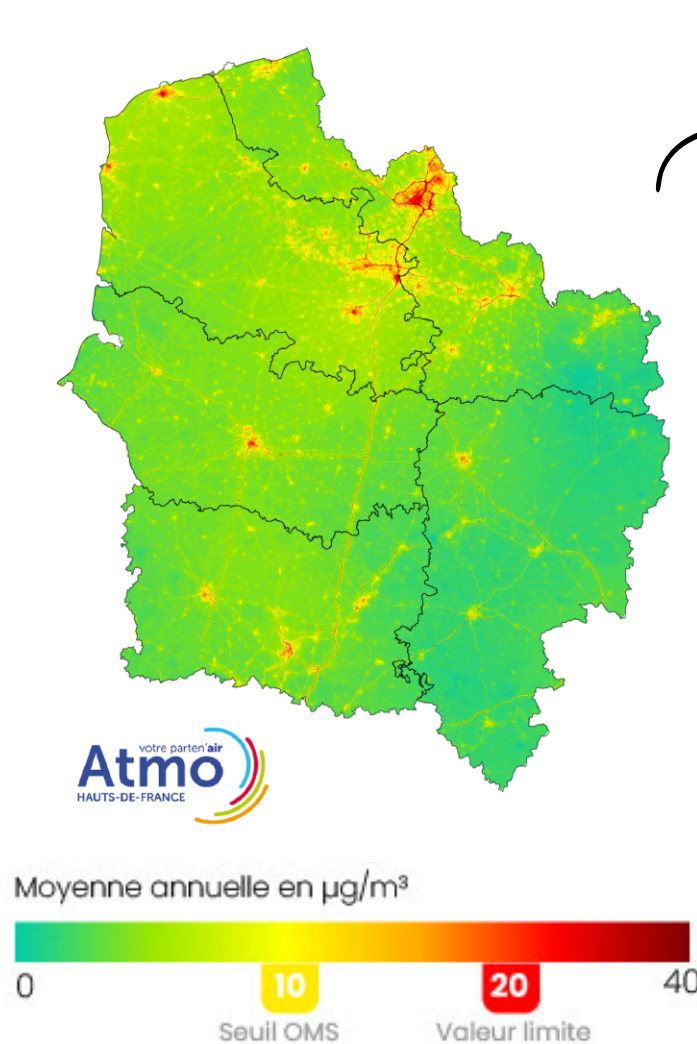 votre parten'air
Atmo
HAUTS-DE-FRANCE
Moyenne annuelle en µg/m³
0
10
20
40
Seuil OMS
Valeur limite